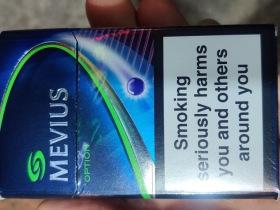 MEVIUS
OPTION
Smoking
seriously harms
you and others
around you